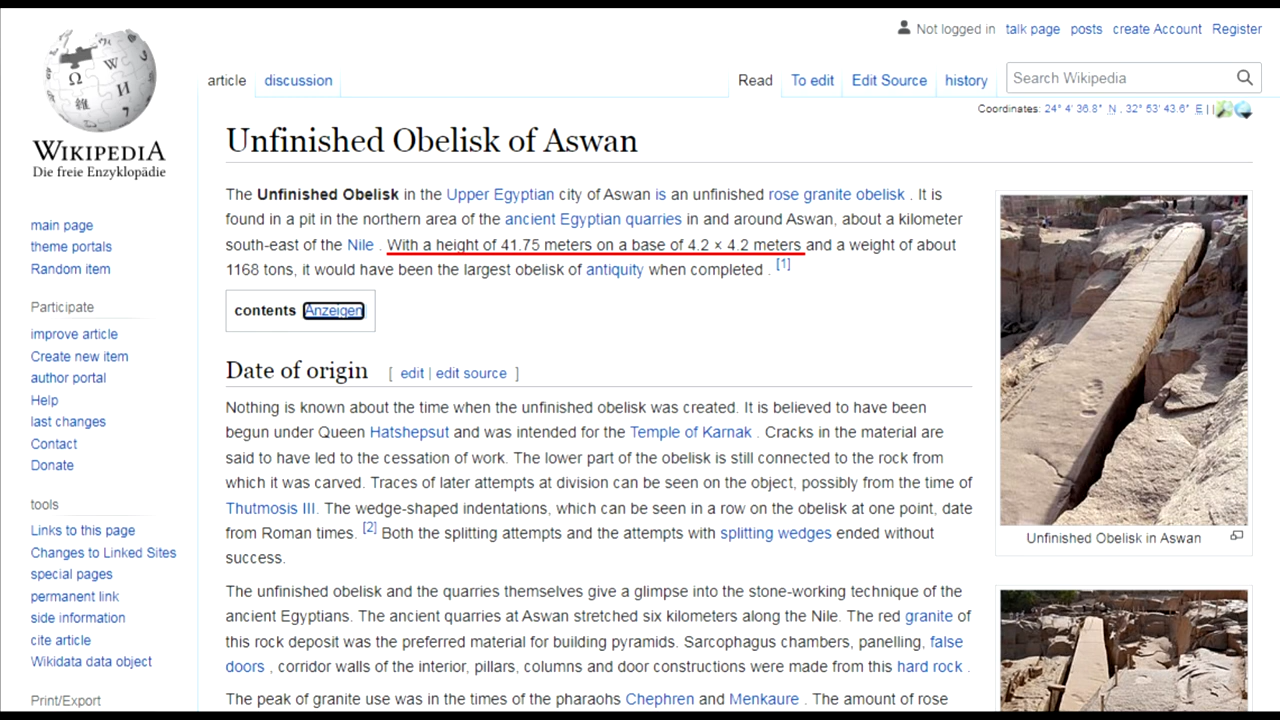 Not logged in talk page posts create Account Register
article discussion Read To edit Edit Source history Search Wikipedia
Coordinates: 24° 4' 36.8" N , 32° 53' 43.6" E | |
WIKIPEDIA
Die freie Enzyklopädie
main page
theme portals
Random item
Participate
improve article
Create new item
author portal
Help
last changes
Contact
Donate
tools
Links to this page
Changes to Linked Sites
special pages
permanent link
side information
cite article
Wikidata data object
Print/Export
Unfinished Obelisk of Aswan
The Unfinished Obelisk in the Upper Egyptian city of Aswan is an unfinished rose granite obelisk . It is
found in a pit in the northern area of the ancient Egyptian quarries in and around Aswan, about a kilometer
south-east of the Nile . With a height of 41.75 meters on a base of 4.2 × 4.2 meters and a weight of about
1168 tons, it would have been the largest obelisk of antiquity when completed . [1]
contents Anzeigen
Date of origin [ edit | edit source ]
Nothing is known about the time when the unfinished obelisk was created. It is believed to have been
begun under Queen Hatshepsut and was intended for the Temple of Karnak . Cracks in the material are
said to have led to the cessation of work. The lower part of the obelisk is still connected to the rock from
which it was carved. Traces of later attempts at division can be seen on the object, possibly from the time of
Thutmosis III. The wedge-shaped indentations, which can be seen in a row on the obelisk at one point, date
from Roman times. [2] Both the splitting attempts and the attempts with splitting wedges ended without
success.
The unfinished obelisk and the quarries themselves give a glimpse into the stone-working technique of the
ancient Egyptians. The ancient quarries at Aswan stretched six kilometers along the Nile. The red granite of
this rock deposit was the preferred material for building pyramids. Sarcophagus chambers, panelling, false
doors , corridor walls of the interior, pillars, columns and door constructions were made from this hard rock .
The peak of granite use was in the times of the pharaohs Chephren and Menkaure . The amount of rose
Unfinished Obelisk in Aswan